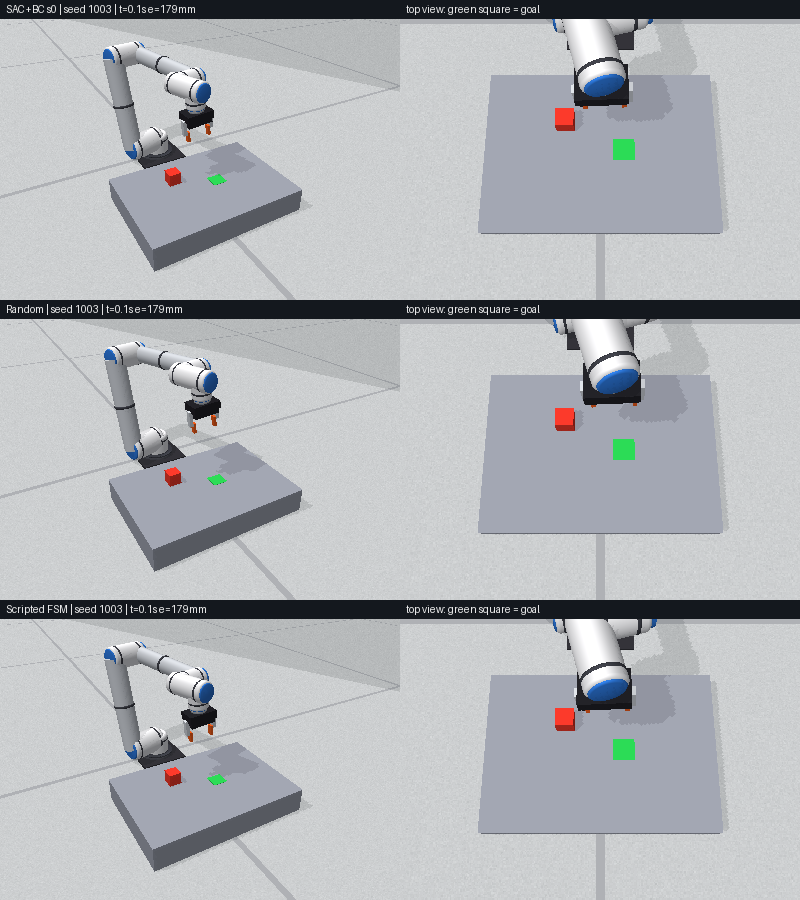 SAC+BC s0 | seed 1003 | t=0.1s e=179mm
top view: green square = goal
Random | seed 1003 | t=0.1s e=179mm
top view: green square = goal
Scripted FSM | seed 1003 | t=0.1s e=179mm
top view: green square = goal